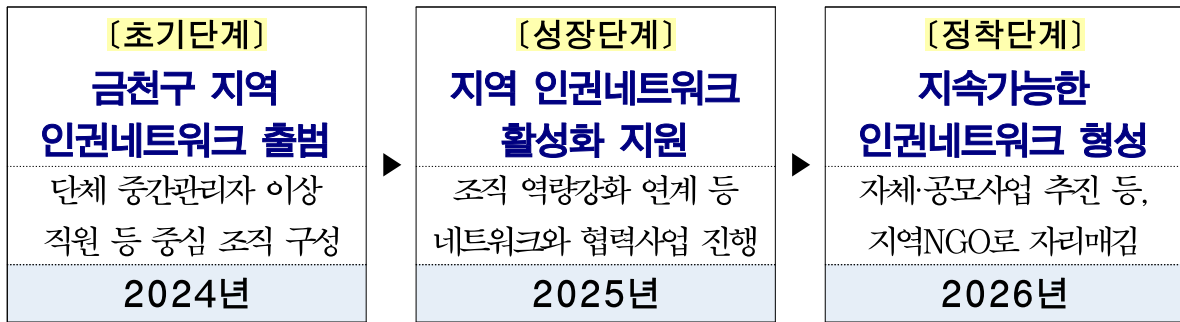 〔초기단계〕
금천구 지역
인권네트워크 출범
단체 중간관리자 이상
직원 등 중심 조직 구성
2024년
▶
〔성장단계〕
지역 인권네트워크
활성화 지원
조직 역량강화 연계 등
네트워크와 협력사업 진행
2025년
▶
〔정착단계〕
지속가능한
인권네트워크 형성
자체·공모사업 추진 등,
지역NGO로 자리매김
2026년